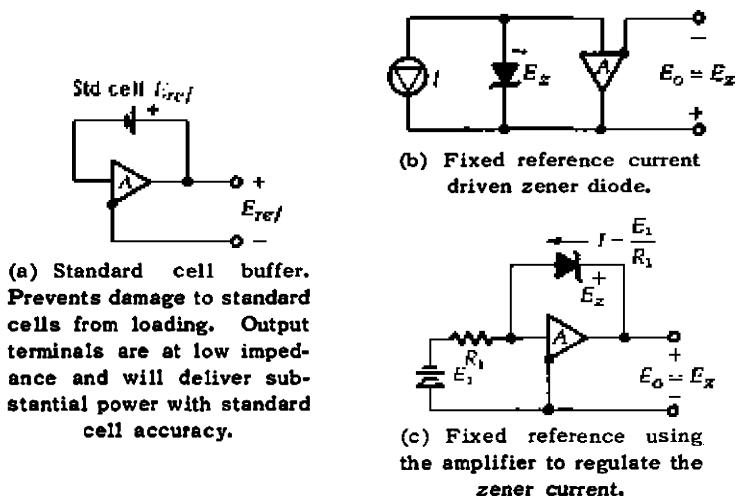 Std cell E_ref
+
A
+
E_ref
−
(a) Standard cell buffer.
Prevents damage to standard
cells from loading. Output
terminals are at low imped-
ance and will deliver sub-
stantial power with standard
cell accuracy.
I
−
E_z
A
−
E_o = E_z
+
(b) Fixed reference current
driven zener diode.
I = E_1/R_1
+
E_z
A
R_1
E_1
+
E_o = E_z
−
(c) Fixed reference using
the amplifier to regulate the
zener current.